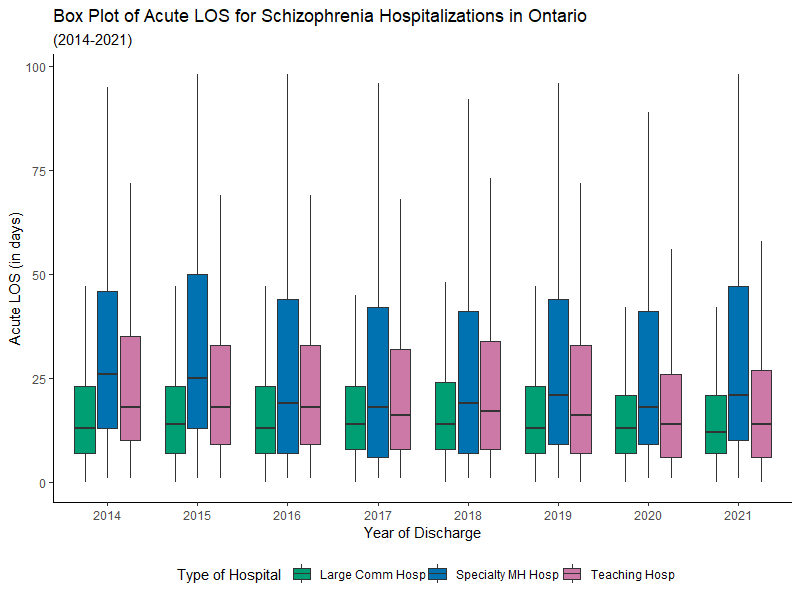 Box Plot of Acute LOS for Schizophrenia Hospitalizations in Ontario
(2014-2021)
100
75
50
25
0
Acute LOS (in days)
2014 2015 2016 2017 2018 2019 2020 2021
Year of Discharge
Type of Hospital Large Comm Hosp Specialty MH Hosp Teaching Hosp